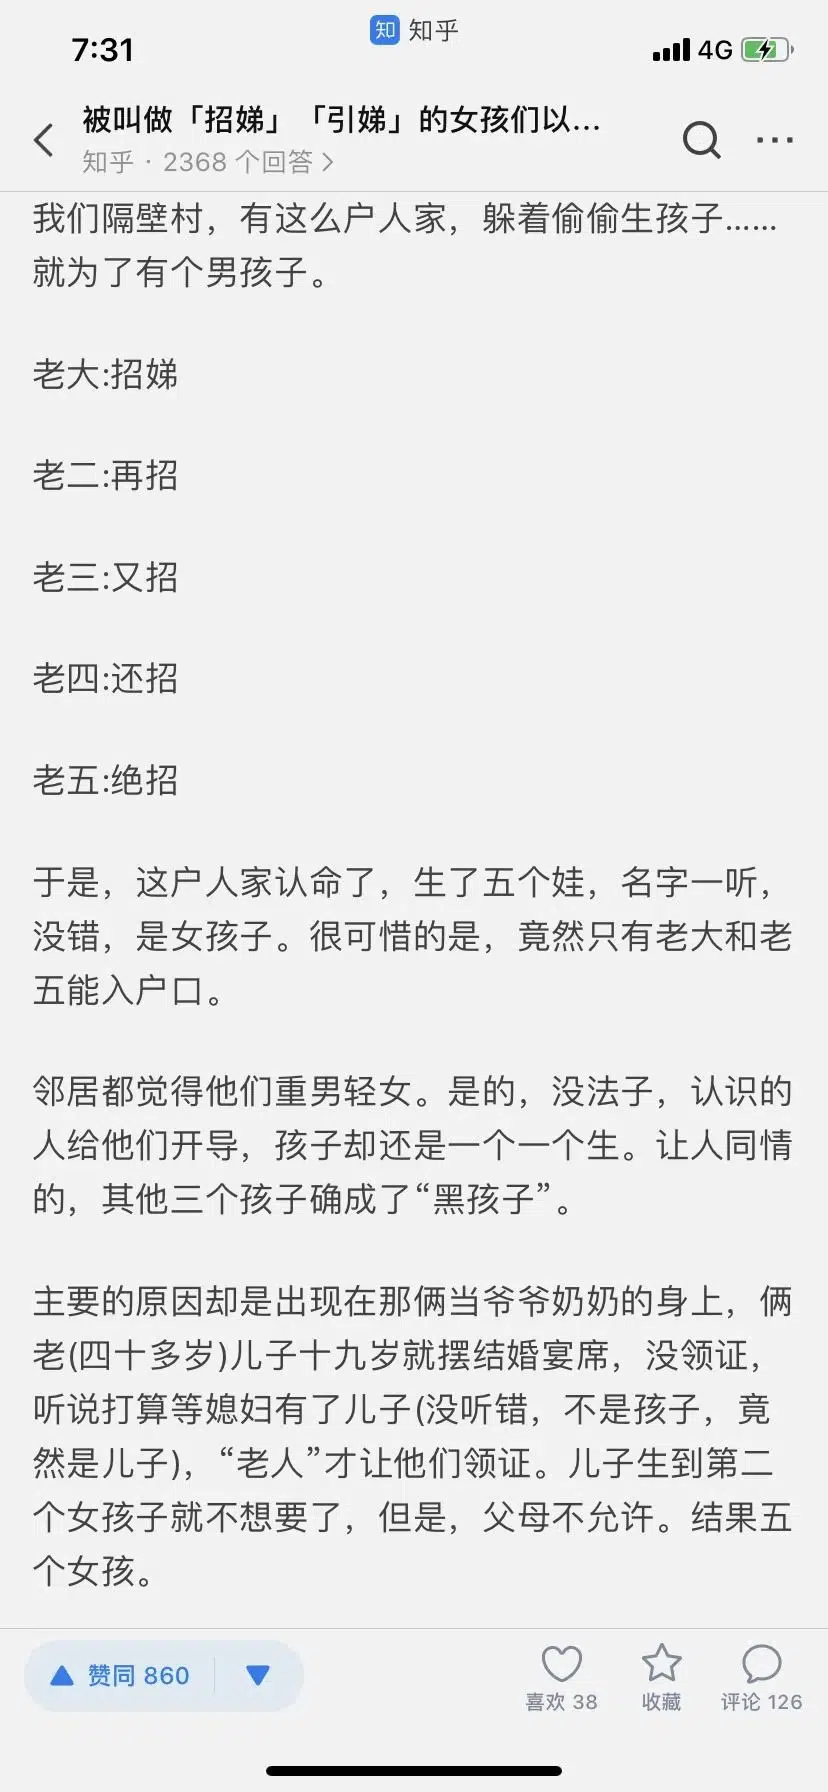 知 知乎
7:31
4G
被叫做「招娣」「引娣」的女孩们以...
知乎 · 2368 个回答 >
我们隔壁村，有这么户人家，躲着偷偷生孩子……
就为了有个男孩子。
老大:招娣
老二:再招
老三:又招
老四:还招
老五:绝招
于是，这户人家认命了，生了五个娃，名字一听，
没错，是女孩子。很可惜的是，竟然只有老大和老
五能入户口。
邻居都觉得他们重男轻女。是的，没法子，认识的
人给他们开导，孩子却还是一个一个生。让人同情
的，其他三个孩子确成了“黑孩子”。
主要的原因却是出现在那俩当爷爷奶奶的身上，俩
老(四十多岁)儿子十九岁就摆结婚宴席，没领证，
听说打算等媳妇有了儿子(没听错，不是孩子，竟
然是儿子)，“老人”才让他们领证。儿子生到第二
个女孩子就不想要了，但是，父母不允许。结果五
个女孩。
赞同 860
喜欢 38
收藏
评论 126